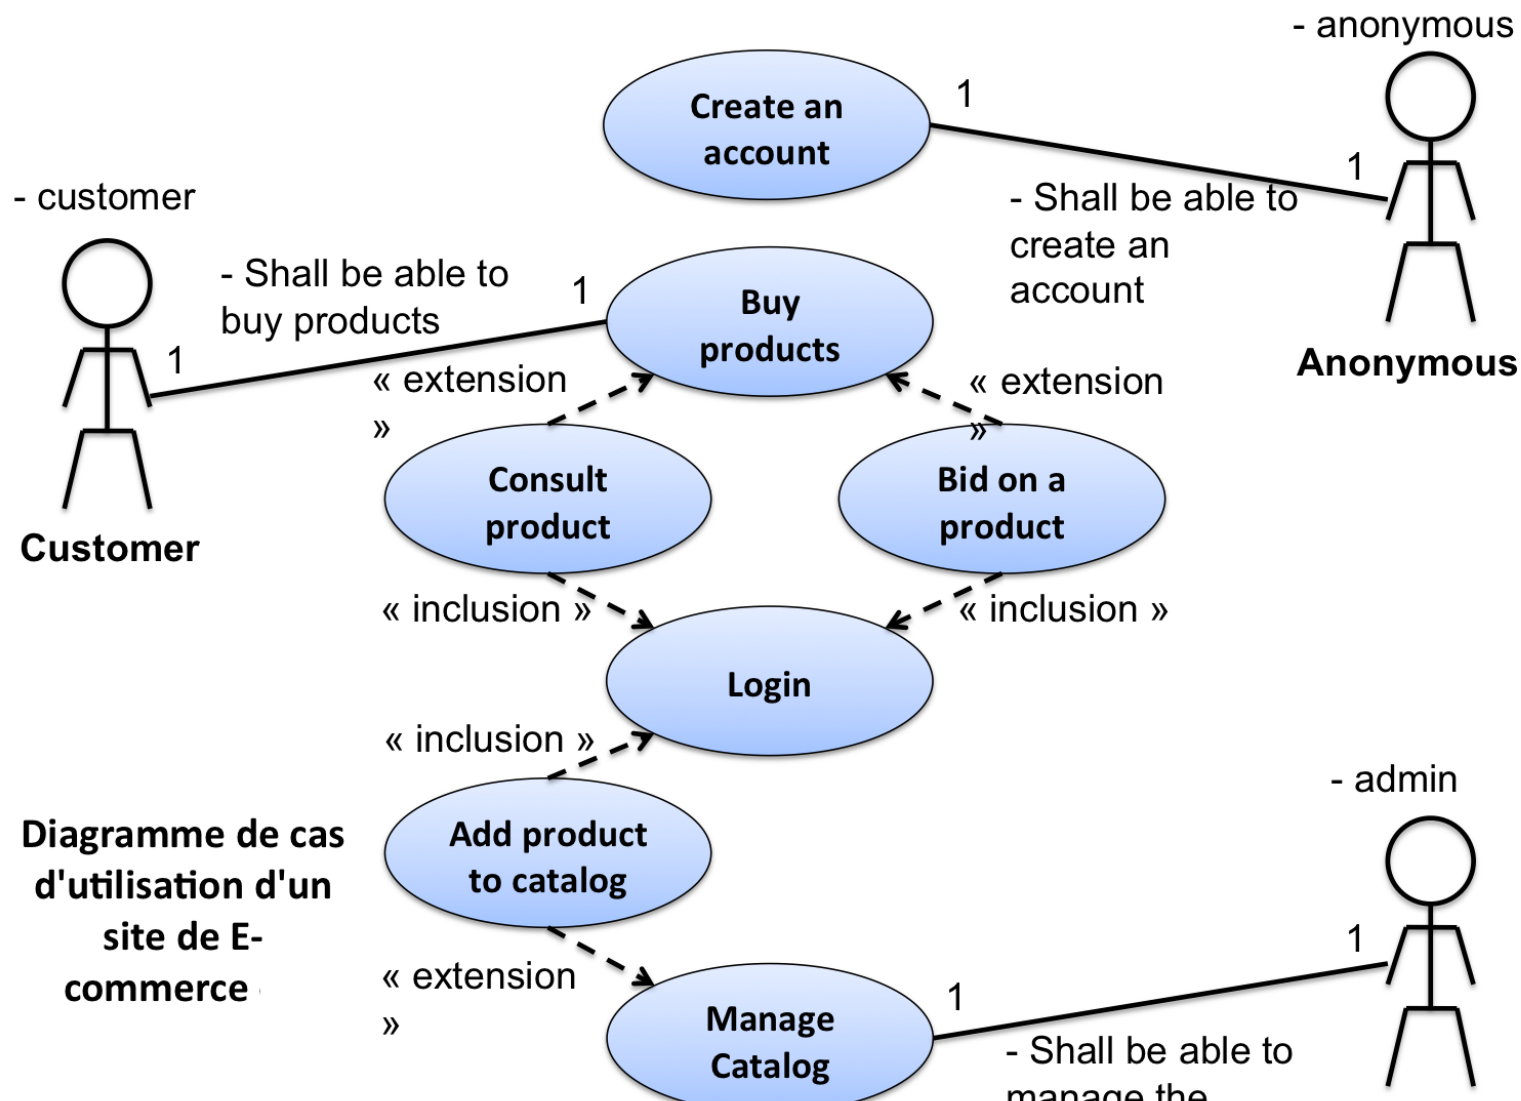 - anonymous
Create an
account
1
1
- Shall be able to
create an
account
Anonymous
- customer
- Shall be able to
buy products
1
1
Customer
Buy
products
« extension
»
« extension
»
Consult
product
Bid on a
product
« inclusion »
« inclusion »
Login
« inclusion »
Add product
to catalog
Diagramme de cas
d'utilisation d'un
site de E-
commerce
« extension
»
Manage
Catalog
- admin
1
1
- Shall be able to
manage the